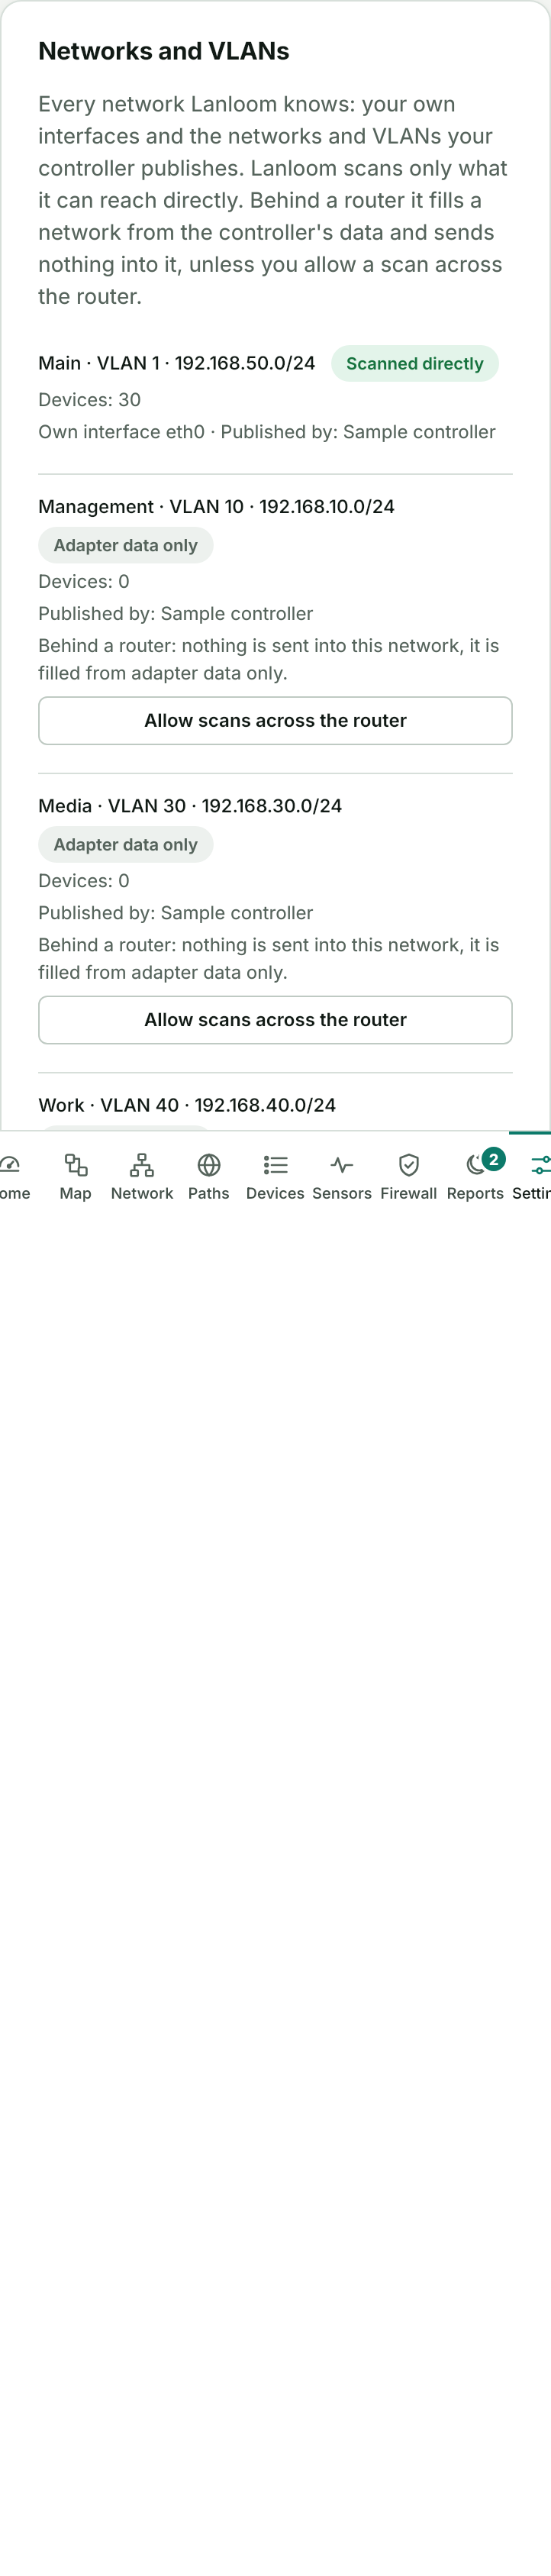 Networks and VLANs
Every network Lanloom knows: your own
interfaces and the networks and VLANs your
controller publishes. Lanloom scans only what
it can reach directly. Behind a router it fills a
network from the controller's data and sends
nothing into it, unless you allow a scan across
the router.
Main · VLAN 1 · 192.168.50.0/24 Scanned directly
Devices: 30
Own interface eth0 · Published by: Sample controller
Management · VLAN 10 · 192.168.10.0/24
Adapter data only
Devices: 0
Published by: Sample controller
Behind a router: nothing is sent into this network, it is
filled from adapter data only.
Allow scans across the router
Media · VLAN 30 · 192.168.30.0/24
Adapter data only
Devices: 0
Published by: Sample controller
Behind a router: nothing is sent into this network, it is
filled from adapter data only.
Allow scans across the router
Work · VLAN 40 · 192.168.40.0/24
2
ome Map Network Paths Devices Sensors Firewall Reports Settin